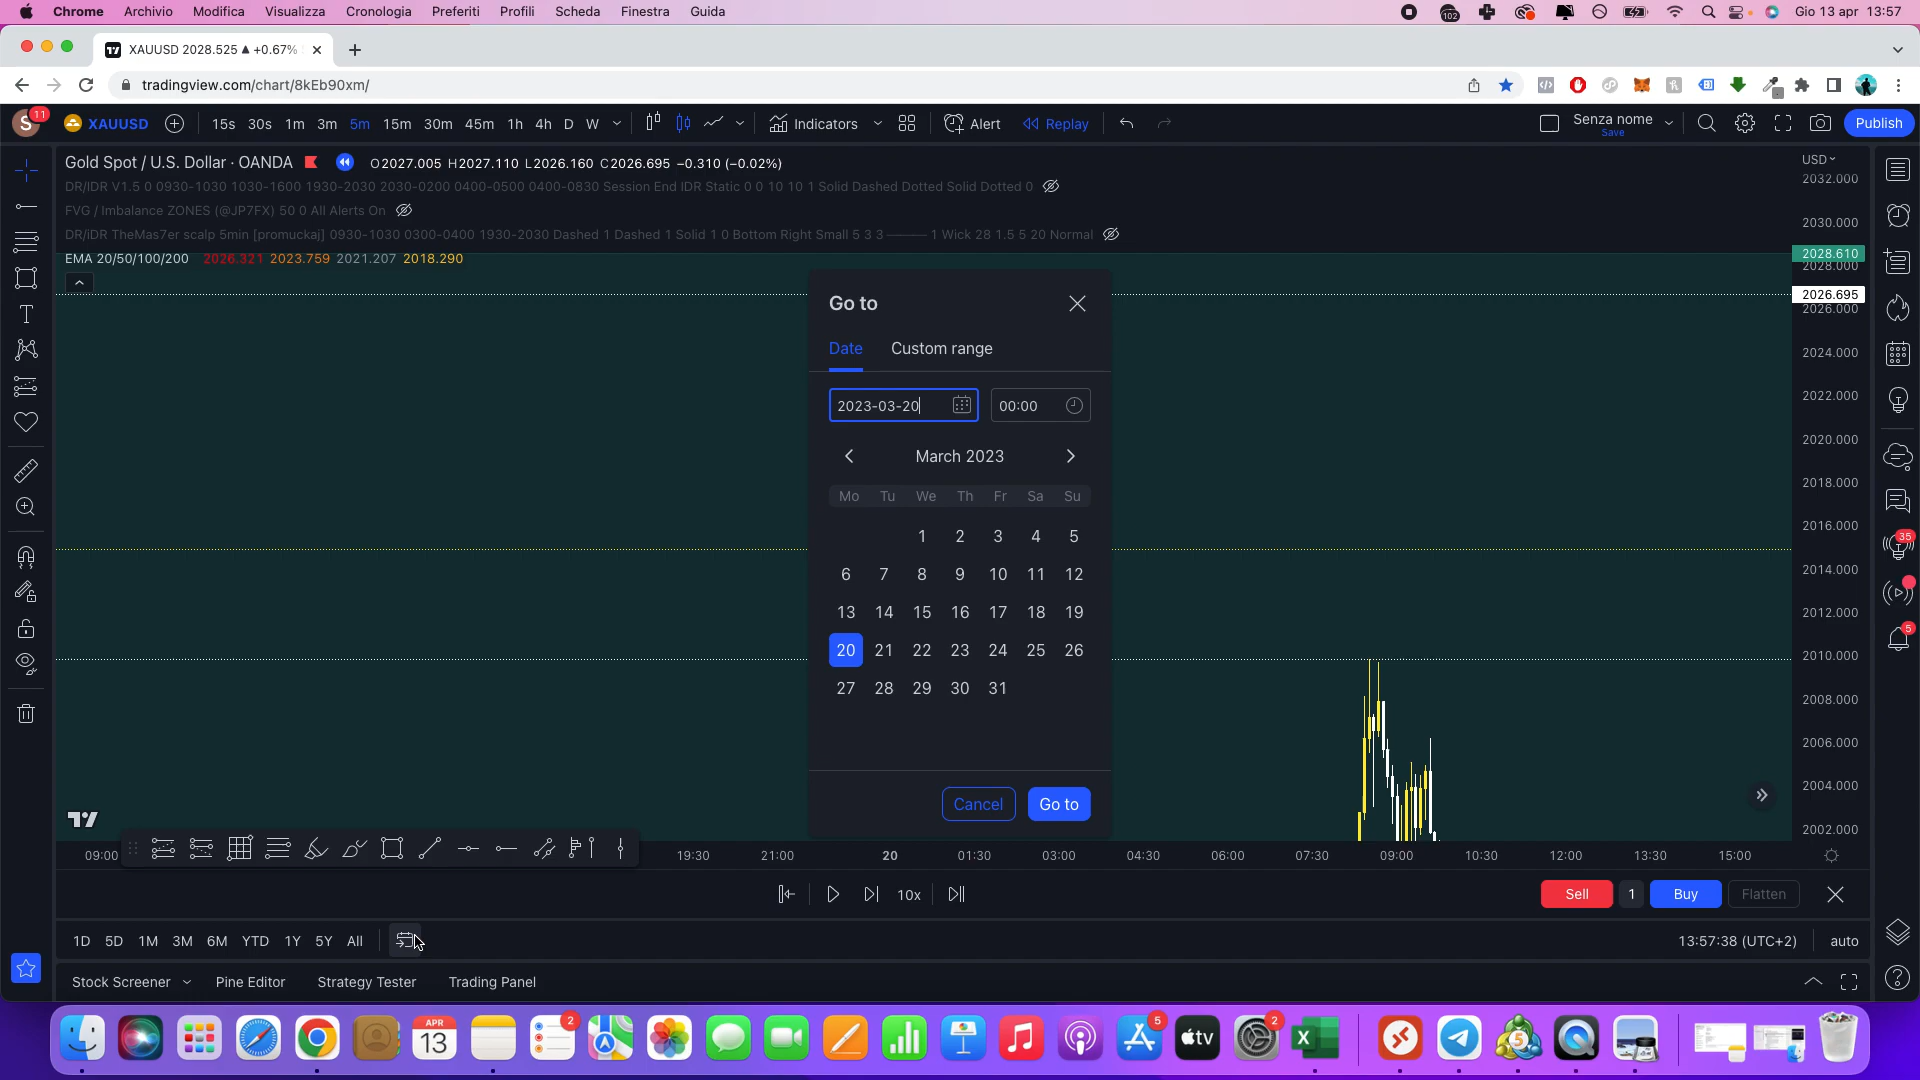 Chrome Archivio Modifica Visualizza Cronologia Preferiti Profili Scheda Finestra Guida 102 Gio 13 apr 13:57
XAUUSD 2028.525 ▲ +0.67%
tradingview.com/chart/8kEb90xm/
S 11 XAUUSD 15s 30s 1m 3m 5m 15m 30m 45m 1h 4h D W Indicators Alert Replay Senza nome Save Publish
Gold Spot / U.S. Dollar · OANDA O2027.005 H2027.110 L2026.160 C2026.695 −0.310 (−0.02%)
USD
DR/IDR V1.5 0 0930-1030 1030-1600 1930-2030 2030-0200 0400-0500 0400-0830 Session End IDR Static 0 0 10 10 1 Solid Dashed Dotted Solid Dotted 0
FVG / Imbalance ZONES (@JP7FX) 50 0 All Alerts On
DR/iDR TheMas7er scalp 5min [promuckaj] 0930-1030 0300-0400 1930-2030 Dashed 1 Dashed 1 Solid 1 0 Bottom Right Small 5 3 3 ——— 1 Wick 28 1.5 5 20 Normal
EMA 20/50/100/200 2026.321 2023.759 2021.207 2018.290
2032.000
2030.000
2028.610
2028.000
2026.695
2026.000
2024.000
2022.000
2020.000
2018.000
2016.000
2014.000
2012.000
2010.000
2008.000
2006.000
2004.000
2002.000
Go to
Date Custom range
2023-03-20 00:00
March 2023
Mo Tu We Th Fr Sa Su
1 2 3 4 5
6 7 8 9 10 11 12
13 14 15 16 17 18 19
20 21 22 23 24 25 26
27 28 29 30 31
Cancel Go to
35
5
09:00 19:30 21:00 20 01:30 03:00 04:30 06:00 07:30 09:00 10:30 12:00 13:30 15:00
10x Sell 1 Buy Flatten
1D 5D 1M 3M 6M YTD 1Y 5Y All 13:57:38 (UTC+2) auto
Stock Screener Pine Editor Strategy Tester Trading Panel
APR 13 2 5 tv 2 X 5